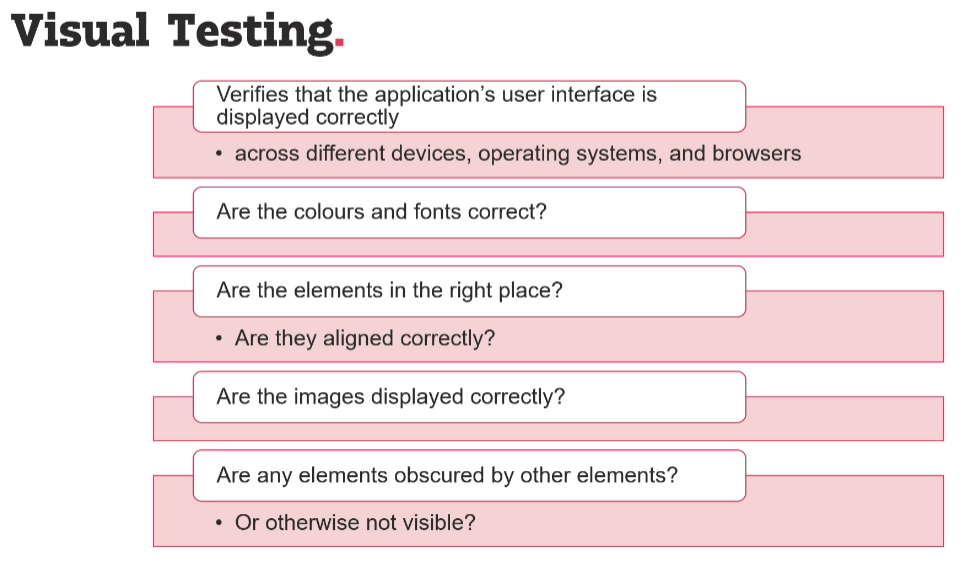 Visual Testing.
Verifies that the application’s user interface is
displayed correctly
• across different devices, operating systems, and browsers
Are the colours and fonts correct?
Are the elements in the right place?
• Are they aligned correctly?
Are the images displayed correctly?
Are any elements obscured by other elements?
• Or otherwise not visible?